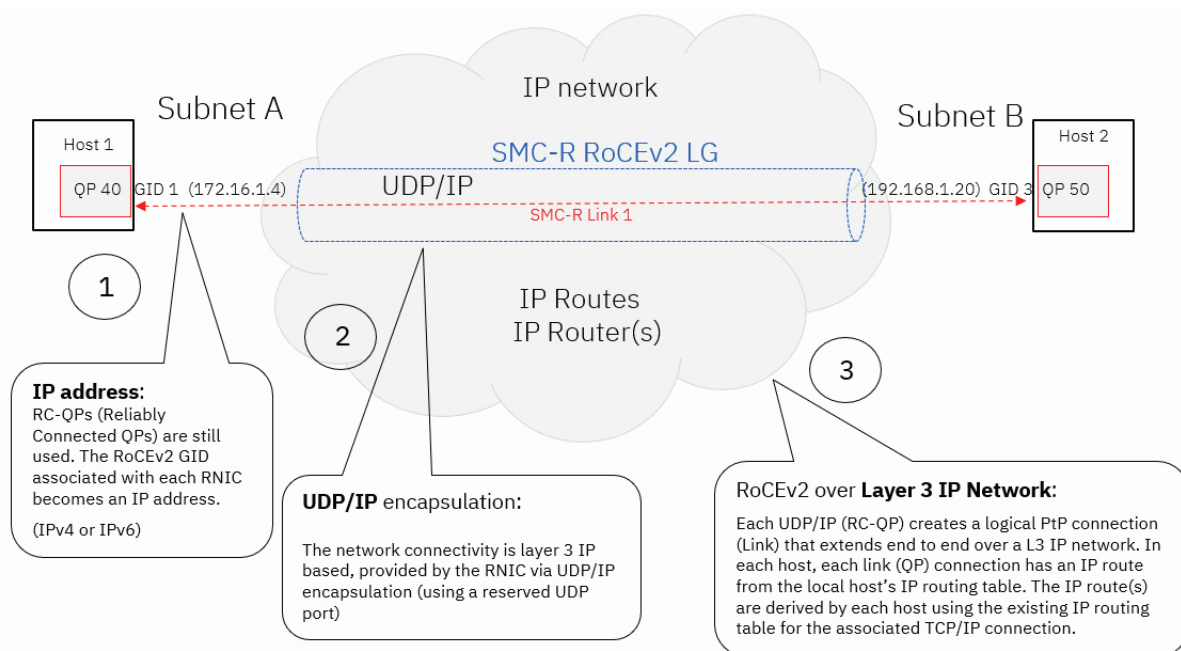 IP network
Subnet A
Subnet B
Host 1
Host 2
SMC-R RoCEv2 LG
QP 40
GID 1 (172.16.1.4)
UDP/IP
(192.168.1.20) GID 3
QP 50
SMC-R Link 1
1
IP Routes
IP Router(s)
2
3
IP address:
RC-QPs (Reliably
Connected QPs) are still
used. The RoCEv2 GID
associated with each RNIC
becomes an IP address.
(IPv4 or IPv6)
UDP/IP encapsulation:
The network connectivity is layer 3 IP
based, provided by the RNIC via UDP/IP
encapsulation (using a reserved UDP
port)
RoCEv2 over Layer 3 IP Network:
Each UDP/IP (RC-QP) creates a logical PtP connection
(Link) that extends end to end over a L3 IP network. In
each host, each link (QP) connection has an IP route
from the local host's IP routing table. The IP route(s)
are derived by each host using the existing IP routing
table for the associated TCP/IP connection.